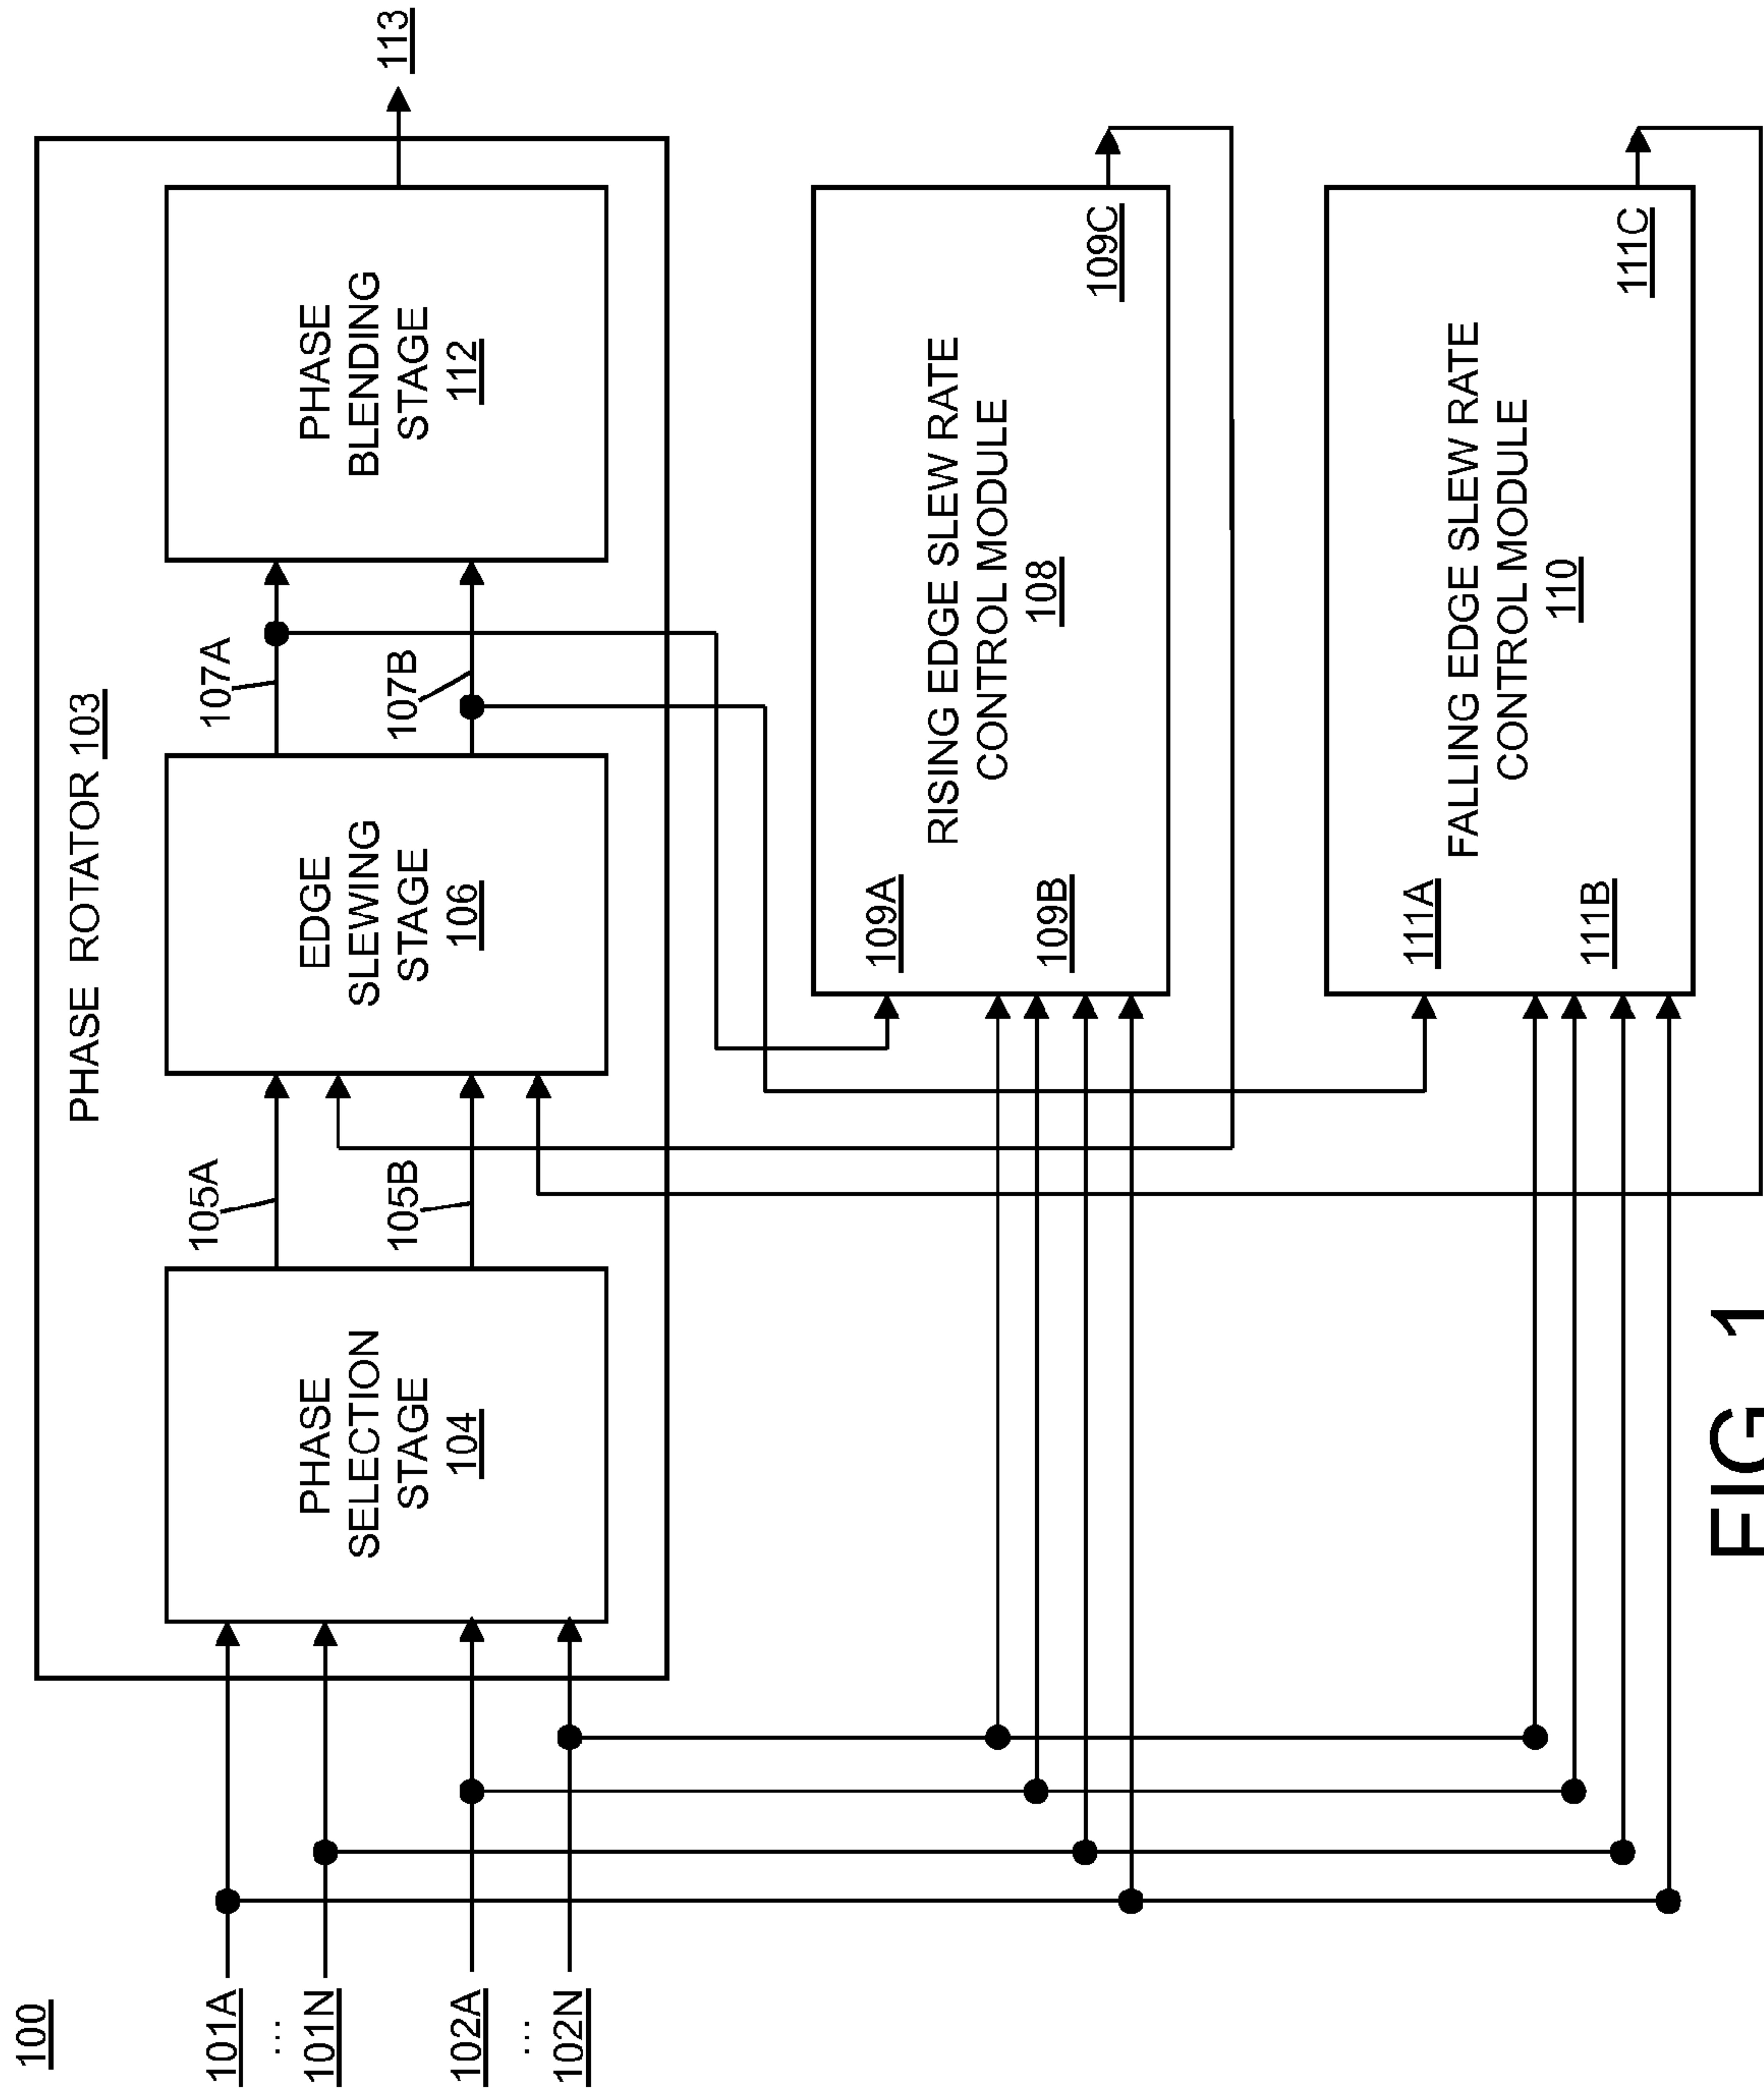 100
PHASE ROTATOR 103
101A
...
101N
102A
...
102N
PHASE
SELECTION
STAGE
104
105A
105B
EDGE
SLEWING
STAGE
106
107A
107B
PHASE
BLENDING
STAGE
112
113
109A
109B
RISING EDGE SLEW RATE
CONTROL MODULE
108
109C
111A
111B
FALLING EDGE SLEW RATE
CONTROL MODULE
110
111C
FIG. 1